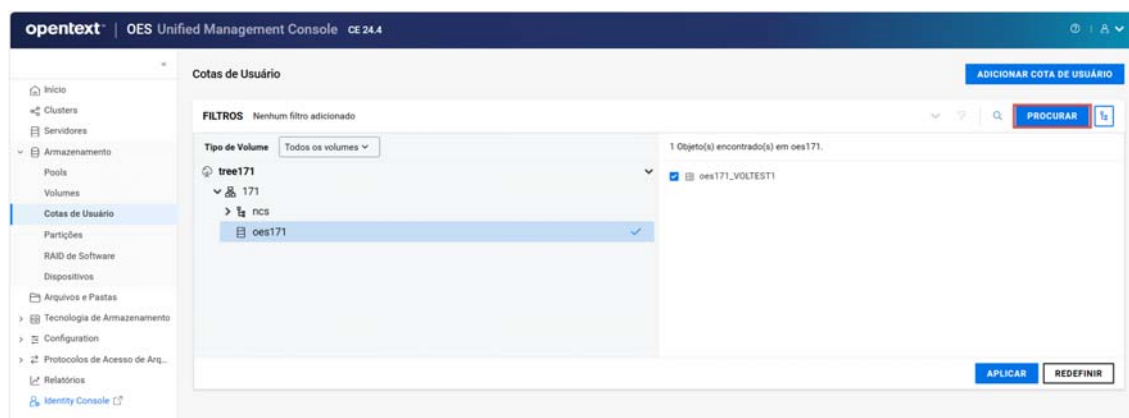 opentext™ | OES Unified Management Console CE 24.4
Cotas de Usuário
ADICIONAR COTA DE USUÁRIO
Início
Clusters
Servidores
Armazenamento
Pools
Volumes
Cotas de Usuário
Partições
RAID de Software
Dispositivos
Arquivos e Pastas
Tecnologia de Armazenamento
Configuration
Protocolos de Acesso de Arq...
Relatórios
Identity Console
FILTROS Nenhum filtro adicionado
PROCURAR
Tipo de Volume Todos os volumes
tree171
171
ncs
oes171
1 Objeto(s) encontrado(s) em oes171.
oes171_VOLTEST1
APLICAR REDEFINIR